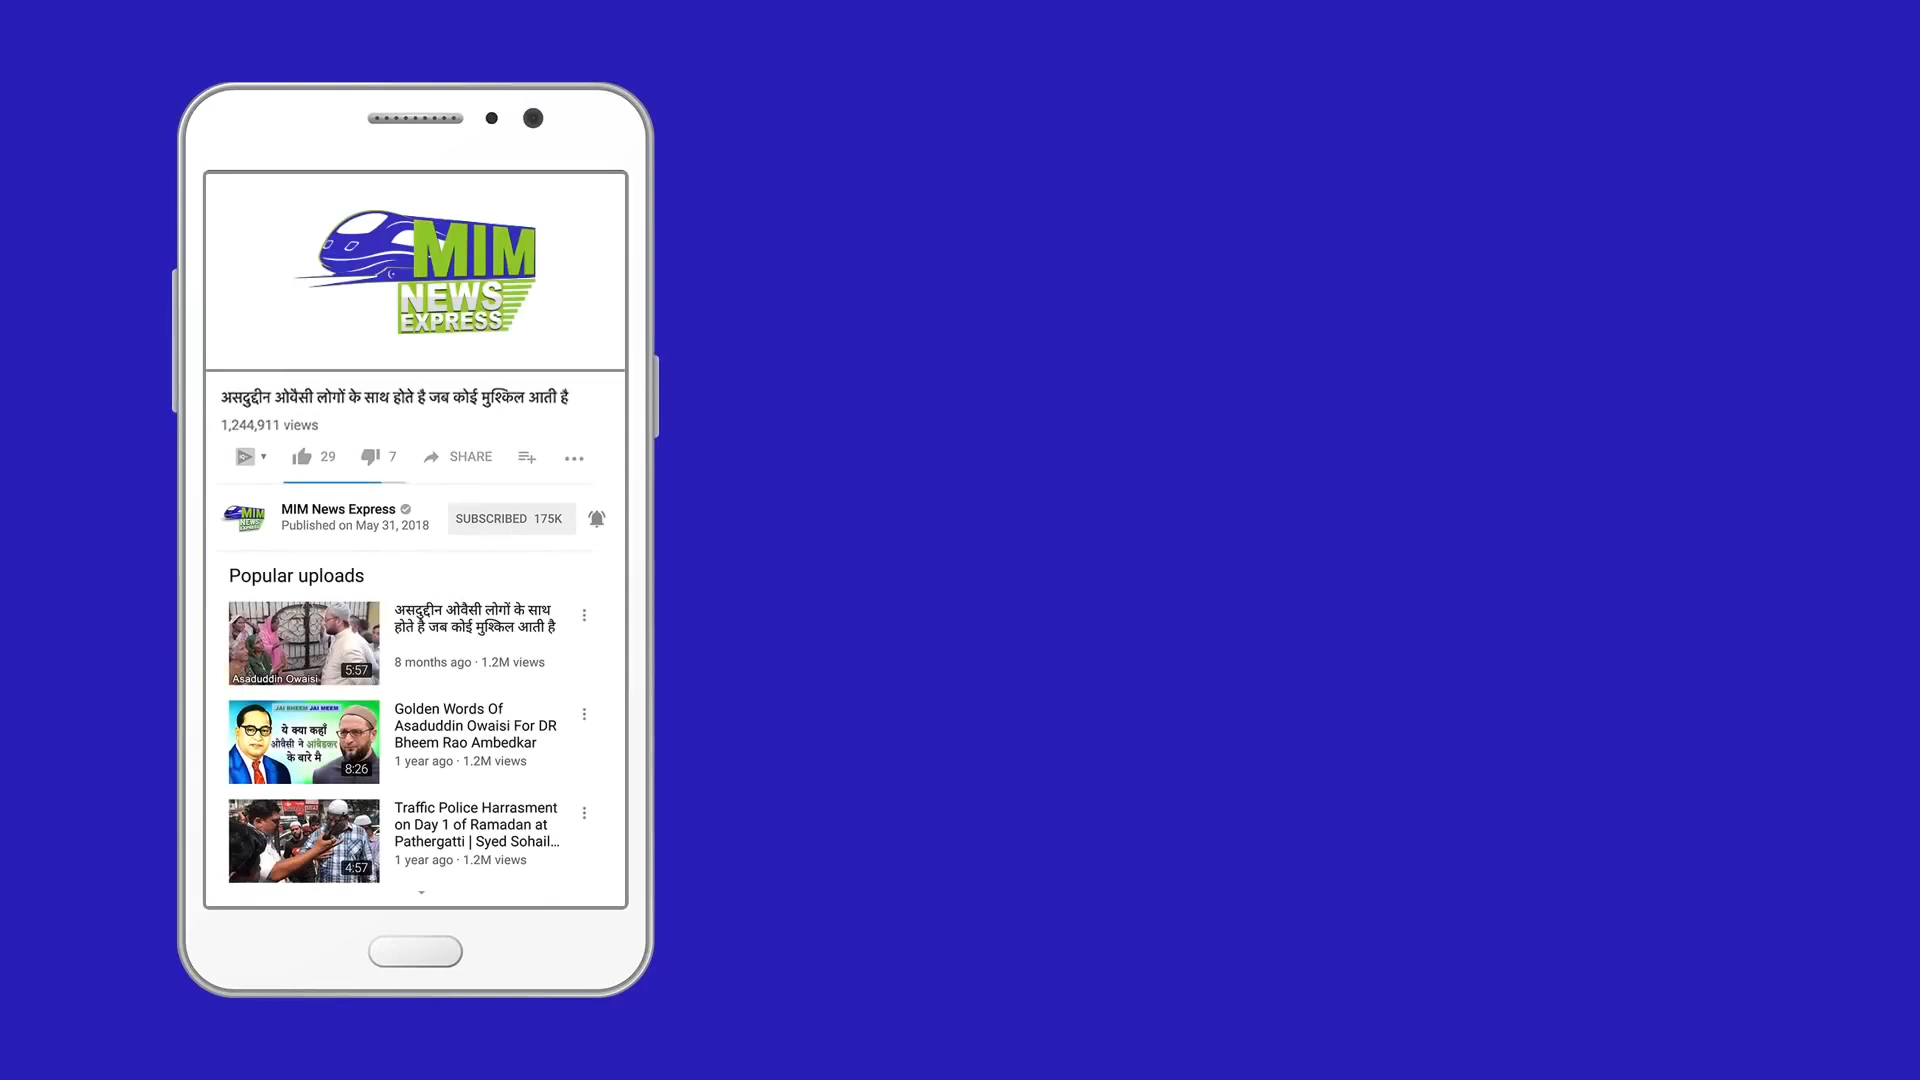 MIM
NEWS
EXPRESS
असदुद्दीन ओवैसी लोगों के साथ होते है जब कोई मुश्किल आती है
1,244,911 views
29 7 SHARE
MIM
NEWS
EXPRESS
MIM News Express
Published on May 31, 2018
SUBSCRIBED 175K
Popular uploads
असदुद्दीन ओवैसी लोगों के साथ
होते है जब कोई मुश्किल आती है
8 months ago · 1.2M views
5:57
Asaduddin Owaisi
JAI BHEEM JAI MEEM
ये क्या कहाँ
ओवैसी ने आंबेडकर
के बारे मै
8:26
Golden Words Of
Asaduddin Owaisi For DR
Bheem Rao Ambedkar
1 year ago · 1.2M views
4:57
Traffic Police Harrasment
on Day 1 of Ramadan at
Pathergatti | Syed Sohail...
1 year ago · 1.2M views